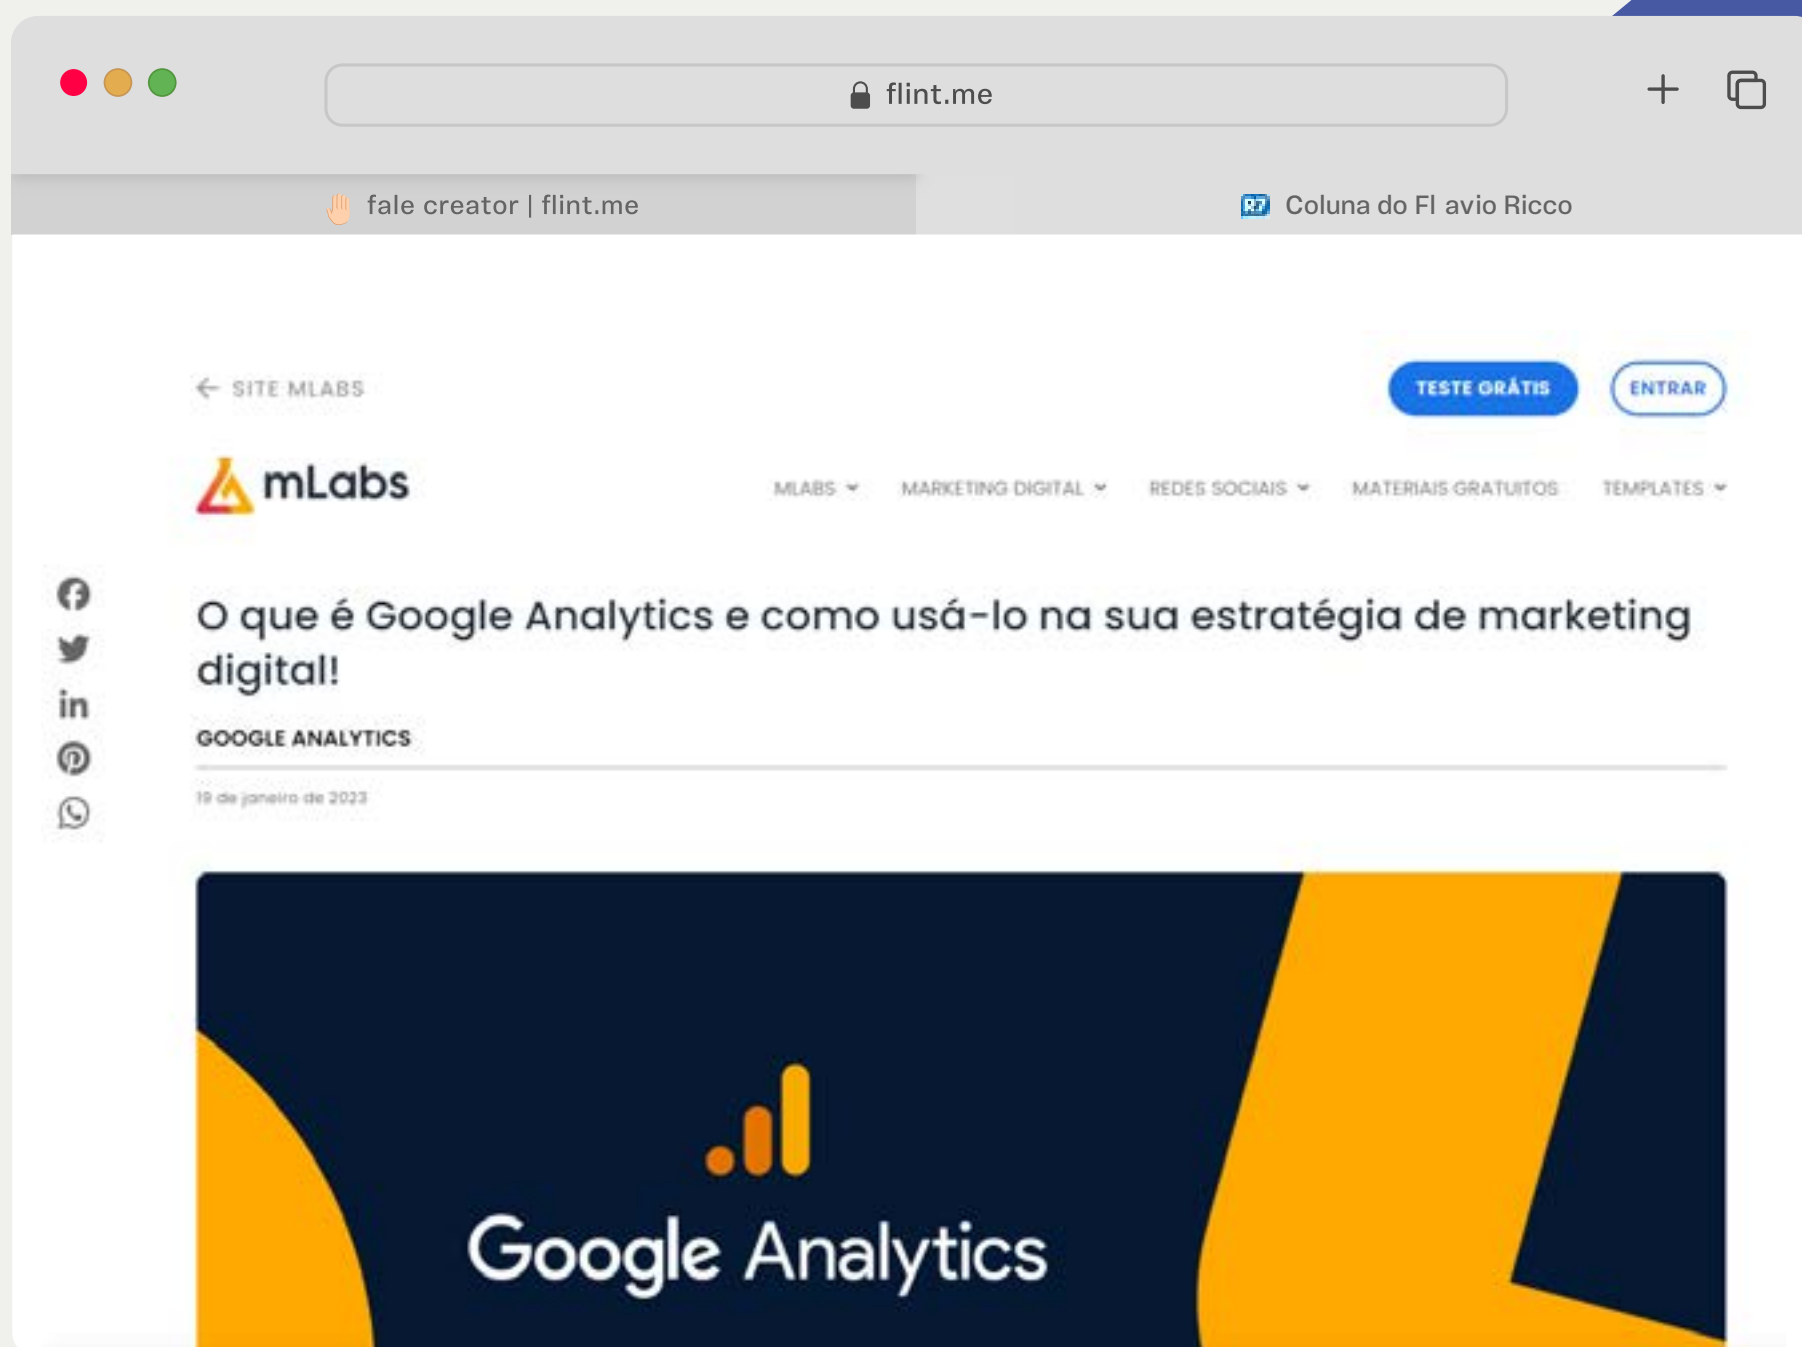 flint.me
fale creator | flint.me
R7 Coluna do Fl avio Ricco
← SITE MLABS
TESTE GRÁTIS
ENTRAR
mLabs
MLABS
MARKETING DIGITAL
REDES SOCIAIS
MATERIAIS GRATUITOS
TEMPLATES
O que é Google Analytics e como usá-lo na sua estratégia de marketing
digital!
GOOGLE ANALYTICS
19 de janeiro de 2023
Google Analytics